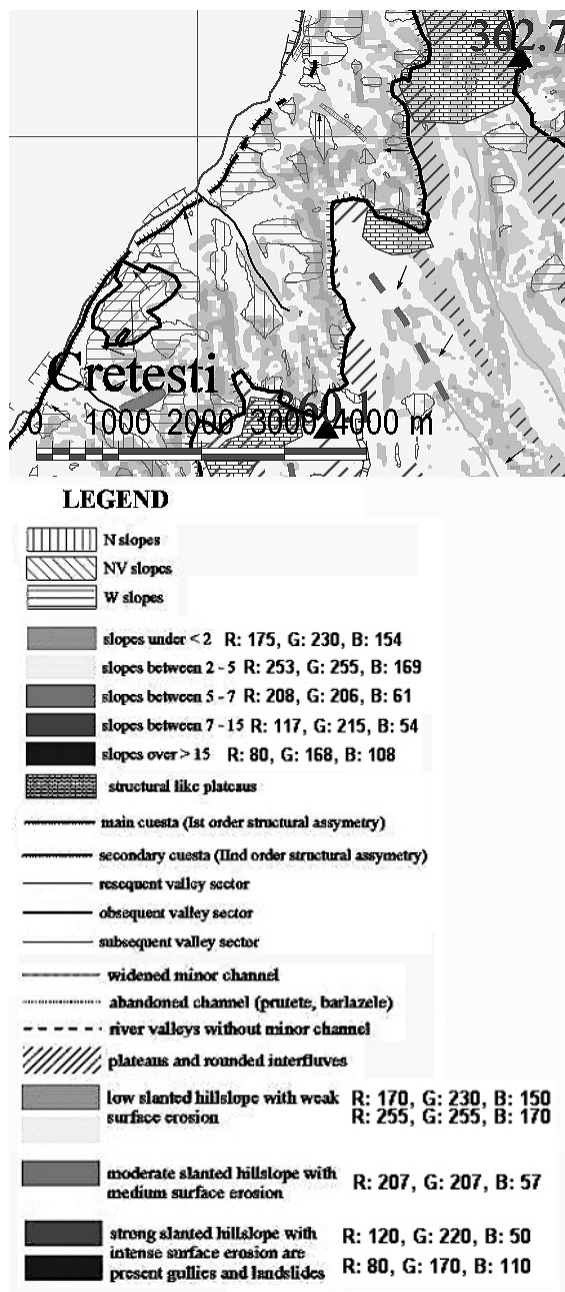 362.7
Cretesti
0 1000 2000 3000 4000 m
LEGEND
N slopes
NV slopes
W slopes
slopes under <2 R: 175, G: 230, B: 154
slopes between 2 - 5 R: 253, G: 255, B: 169
slopes between 5 - 7 R: 208, G: 206, B: 61
slopes between 7 - 15 R: 117, G: 215, B: 54
slopes over > 15 R: 80, G: 168, B: 108
structural like plateaus
main cuesta (Ist order structural assymetry)
secondary cuesta (IInd order structural assymetry)
resequent valley sector
obsequent valley sector
subsequent valley sector
widened minor channel
abandoned channel (prutete, barlazele)
river valleys without minor channel
plateaus and rounded interfluves
low slanted hillslope with weak R: 170, G: 230, B: 150
surface erosion R: 255, G: 255, B: 170
moderate slanted hillslope with
medium surface erosion R: 207, G: 207, B: 57
strong slanted hillslope with R: 120, G: 220, B: 50
intense surface erosion are
present gullies and landslides R: 80, G: 170, B: 110